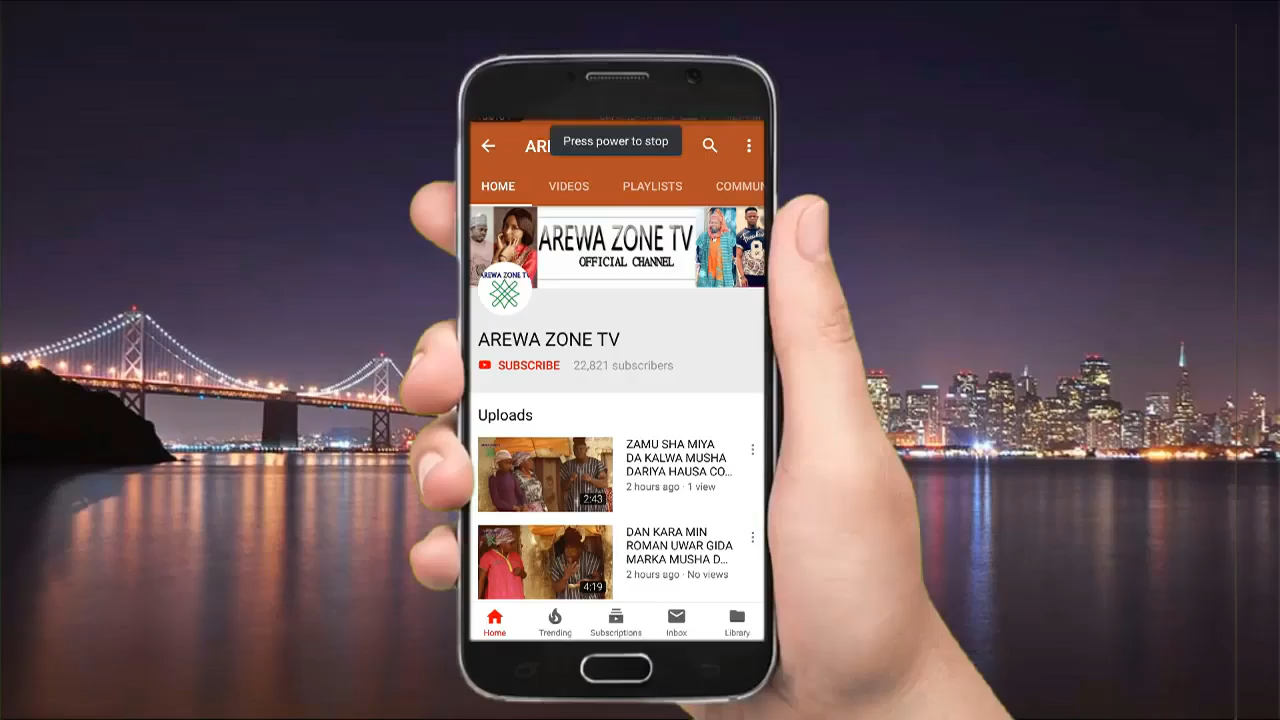 Press power to stop
ARE
HOME VIDEOS PLAYLISTS COMMUN
AREWA ZONE TV
OFFICIAL CHANNEL
AREWA ZONE TV
AREWA ZONE TV
SUBSCRIBE 22,821 subscribers
Uploads
ZAMU SHA MIYA
DA KALWA MUSHA
DARIYA HAUSA CO...
2 hours ago · 1 view
2:43
DAN KARA MIN
ROMAN UWAR GIDA
MARKA MUSHA D...
2 hours ago · No views
4:19
Home Trending Subscriptions Inbox Library